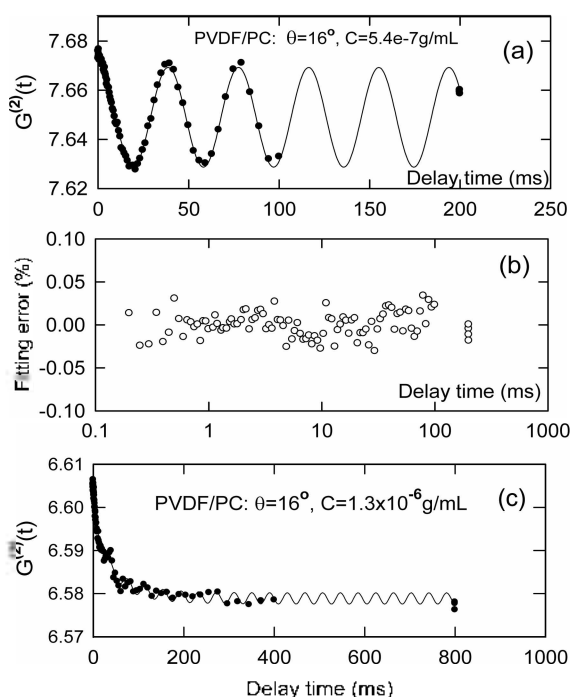 PVDF/PC: θ=16°, C=5.4e-7g/mL
(a)
G(2)(t)
7.68
7.66
7.64
7.62
Delay time (ms)
0 50 100 150 200 250
(b)
Fitting error (%)
0.10
0.05
0.00
-0.05
-0.10
Delay time (ms)
0.1 1 10 100 1000
PVDF/PC: θ=16°, C=1.3x10-6g/mL
(c)
G(2)(t)
6.61
6.60
6.59
6.58
6.57
0 200 400 600 800 1000
Delay time (ms)